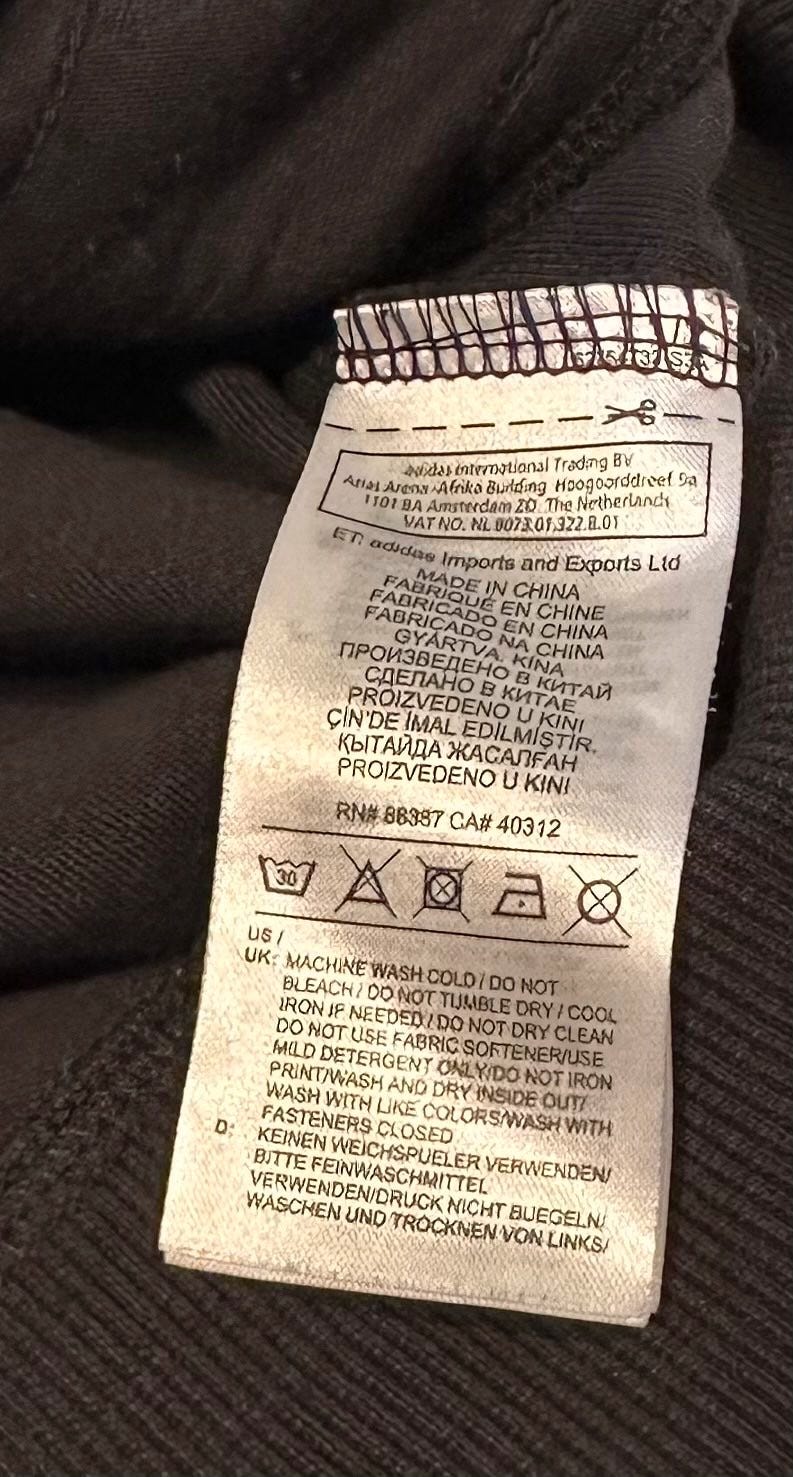 adidas International Trading BV
Atlas Arena-Afrika Building Hoogoorddreef 9a
1101 BA Amsterdam ZO The Netherlands
VAT NO. NL 0073.01.322.B.01
ET: adidas Imports and Exports Ltd
MADE IN CHINA
FABRIQUÉ EN CHINE
FABRICADO EN CHINA
FABRICADO NA CHINA
GYÁRTVA. KÍNA
ПРОИЗВЕДЕНО В КИТАЙ
СДЕЛАНО В КИТАЕ
PROIZVEDENO U KINI
ÇİN'DE İMAL EDİLMİŞTİR.
ҚЫТАЙДА ЖАСАЛҒАН
PROIZVEDENO U KINI
RN# 88387 CA# 40312
30
US /
UK: MACHINE WASH COLD / DO NOT
BLEACH / DO NOT TUMBLE DRY / COOL
IRON IF NEEDED / DO NOT DRY CLEAN
DO NOT USE FABRIC SOFTENER/USE
MILD DETERGENT ONLY/DO NOT IRON
PRINT/WASH AND DRY INSIDE OUT/
WASH WITH LIKE COLORS/WASH WITH
FASTENERS CLOSED
D: KEINEN WEICHSPUELER VERWENDEN/
BITTE FEINWASCHMITTEL
VERWENDEN/DRUCK NICHT BUEGELN/
WASCHEN UND TROCKNEN VON LINKS/